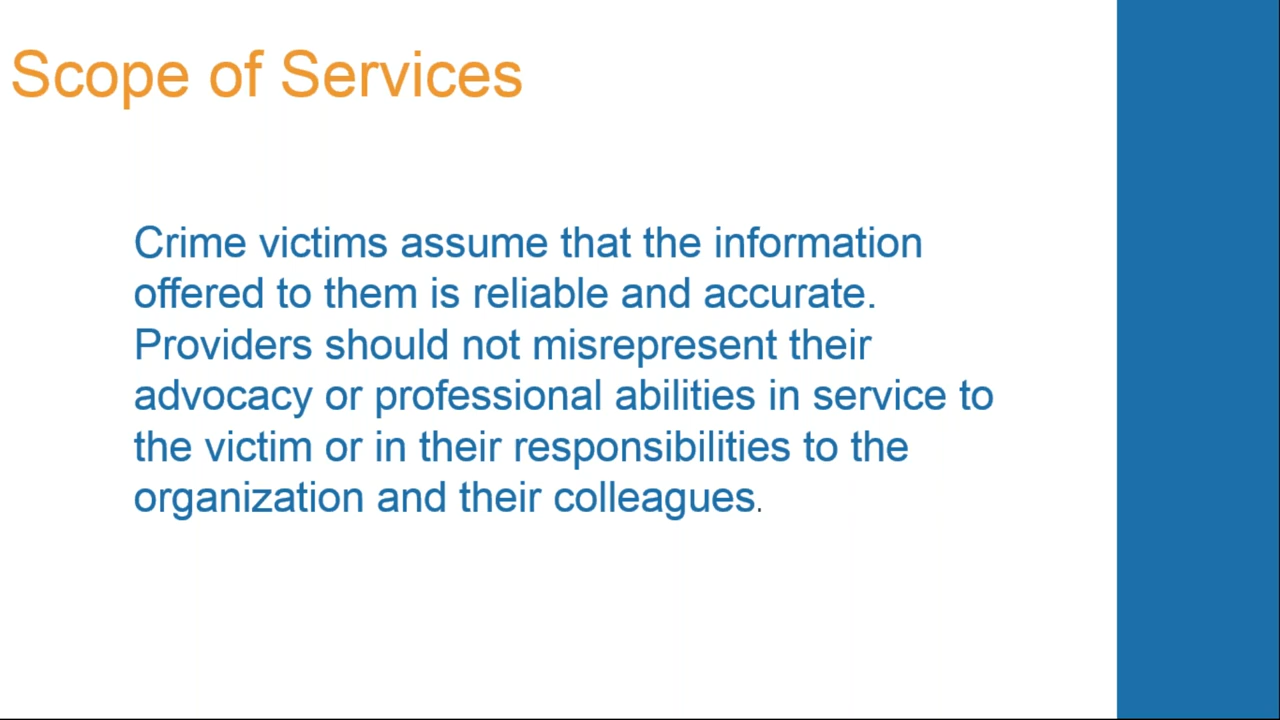 Scope of Services
Crime victims assume that the information
offered to them is reliable and accurate.
Providers should not misrepresent their
advocacy or professional abilities in service to
the victim or in their responsibilities to the
organization and their colleagues.